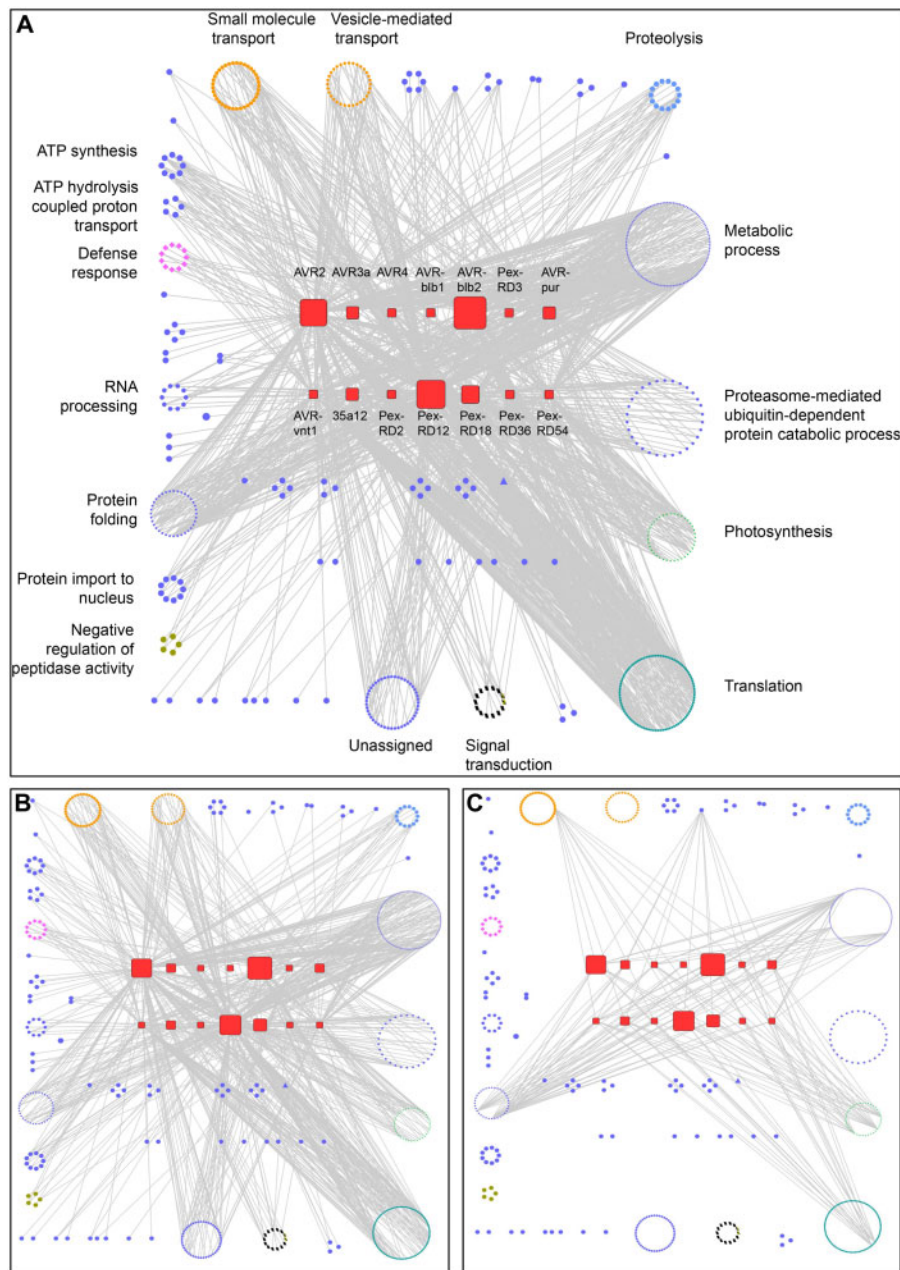 A
Small molecule
transport
Vesicle-mediated
transport
Proteolysis
ATP synthesis
ATP hydrolysis
coupled proton
transport
Defense
response
Metabolic
process
AVR2 AVR3a AVR4 AVR-
blb1
AVR-
blb2
Pex-
RD3
AVR-
pur
RNA
processing
AVR-
vnt1
35a12 Pex-
RD2
Pex-
RD12
Pex-
RD18
Pex-
RD36
Pex-
RD54
Proteasome-mediated
ubiquitin-dependent
protein catabolic process
Protein
folding
Photosynthesis
Protein import to
nucleus
Negative
regulation of
peptidase activity
Translation
Unassigned
Signal
transduction
B
C